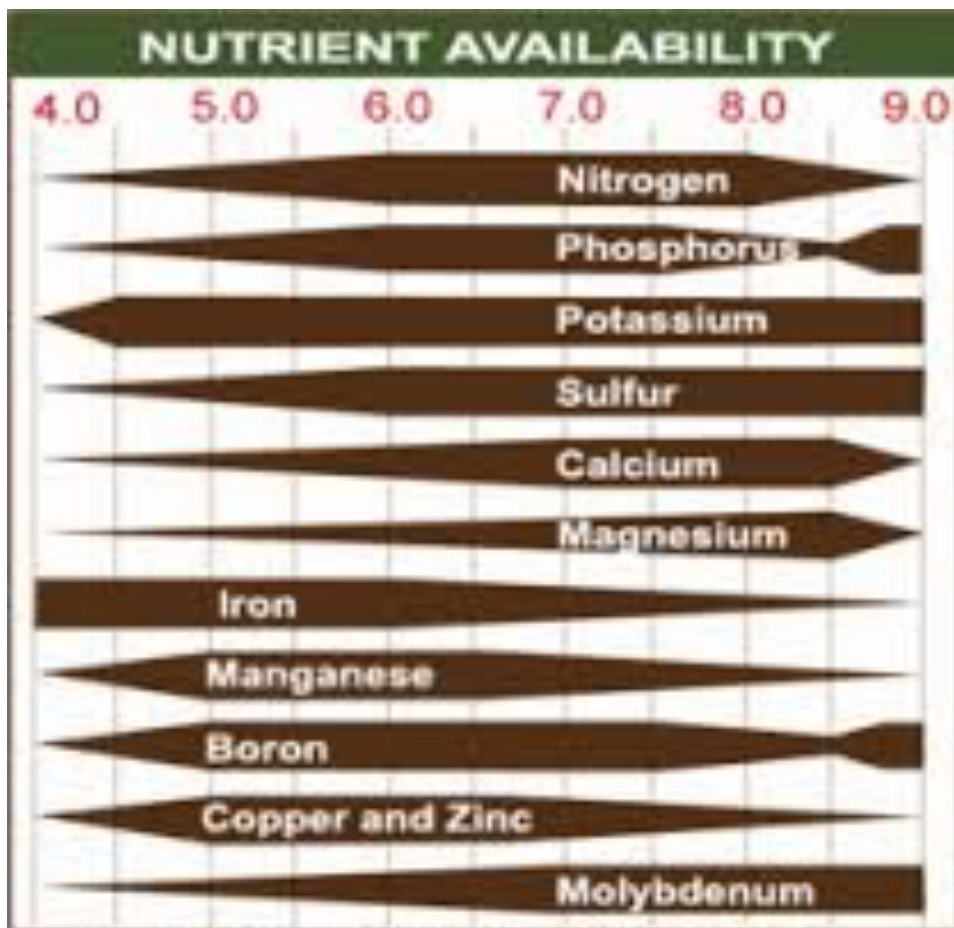 NUTRIENT AVAILABILITY
4.0 5.0 6.0 7.0 8.0 9.0
Nitrogen
Phosphorus
Potassium
Sulfur
Calcium
Magnesium
Iron
Manganese
Boron
Copper and Zinc
Molybdenum